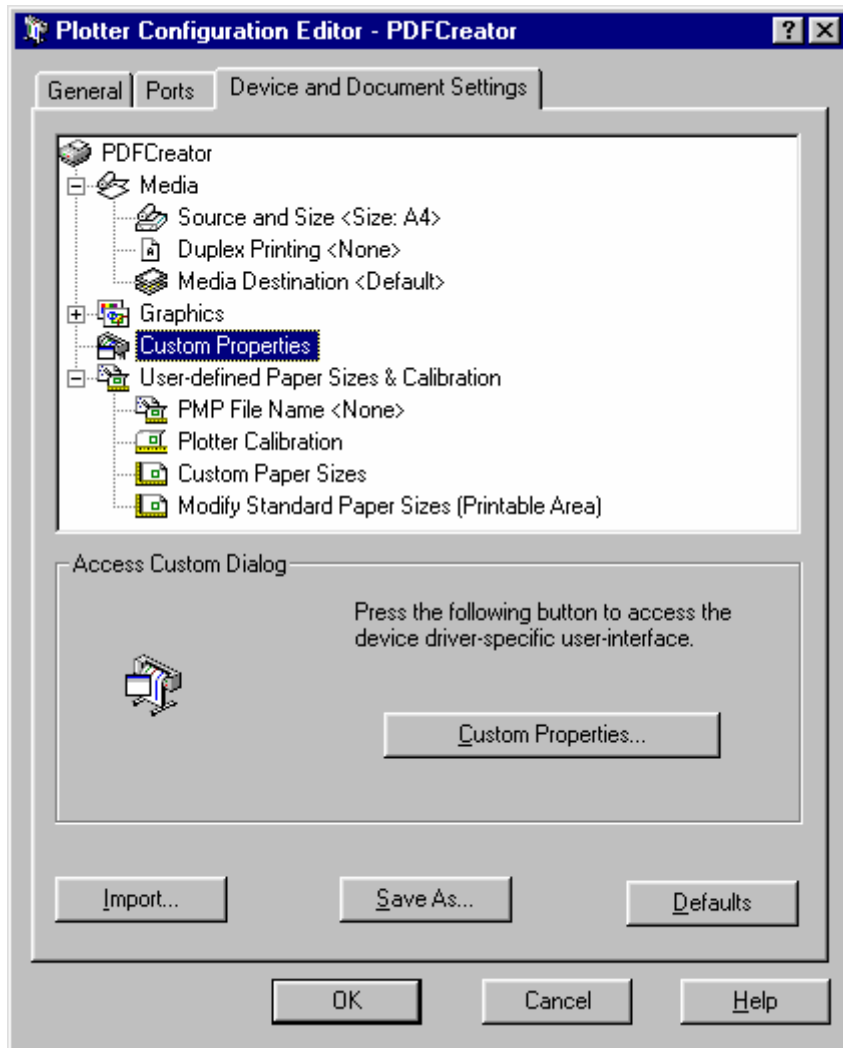 Plotter Configuration Editor - PDFCreator
General Ports Device and Document Settings
PDFCreator
Media
Source and Size <Size: A4>
Duplex Printing <None>
Media Destination <Default>
Graphics
Custom Properties
User-defined Paper Sizes & Calibration
PMP File Name <None>
Plotter Calibration
Custom Paper Sizes
Modify Standard Paper Sizes (Printable Area)
Access Custom Dialog
Press the following button to access the
device driver-specific user-interface.
Custom Properties...
Import... Save As... Defaults
OK Cancel Help